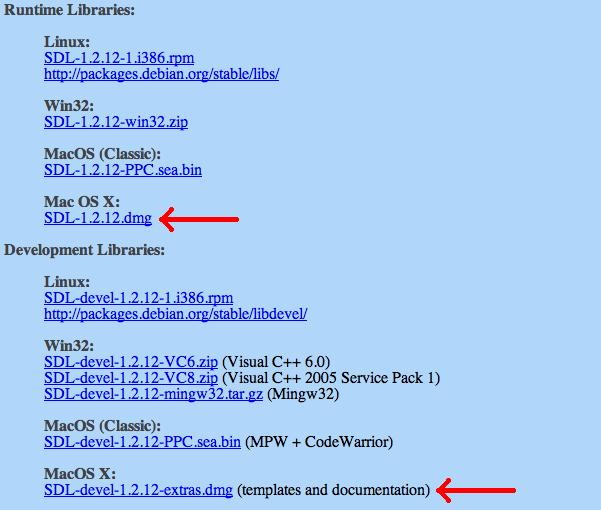 Runtime Libraries:
Linux:
SDL-1.2.12-1.i386.rpm
http://packages.debian.org/stable/libs/
Win32:
SDL-1.2.12-win32.zip
MacOS (Classic):
SDL-1.2.12-PPC.sea.bin
Mac OS X:
SDL-1.2.12.dmg
Development Libraries:
Linux:
SDL-devel-1.2.12-1.i386.rpm
http://packages.debian.org/stable/libdevel/
Win32:
SDL-devel-1.2.12-VC6.zip (Visual C++ 6.0)
SDL-devel-1.2.12-VC8.zip (Visual C++ 2005 Service Pack 1)
SDL-devel-1.2.12-mingw32.tar.gz (Mingw32)
MacOS (Classic):
SDL-devel-1.2.12-PPC.sea.bin (MPW + CodeWarrior)
MacOS X:
SDL-devel-1.2.12-extras.dmg (templates and documentation)